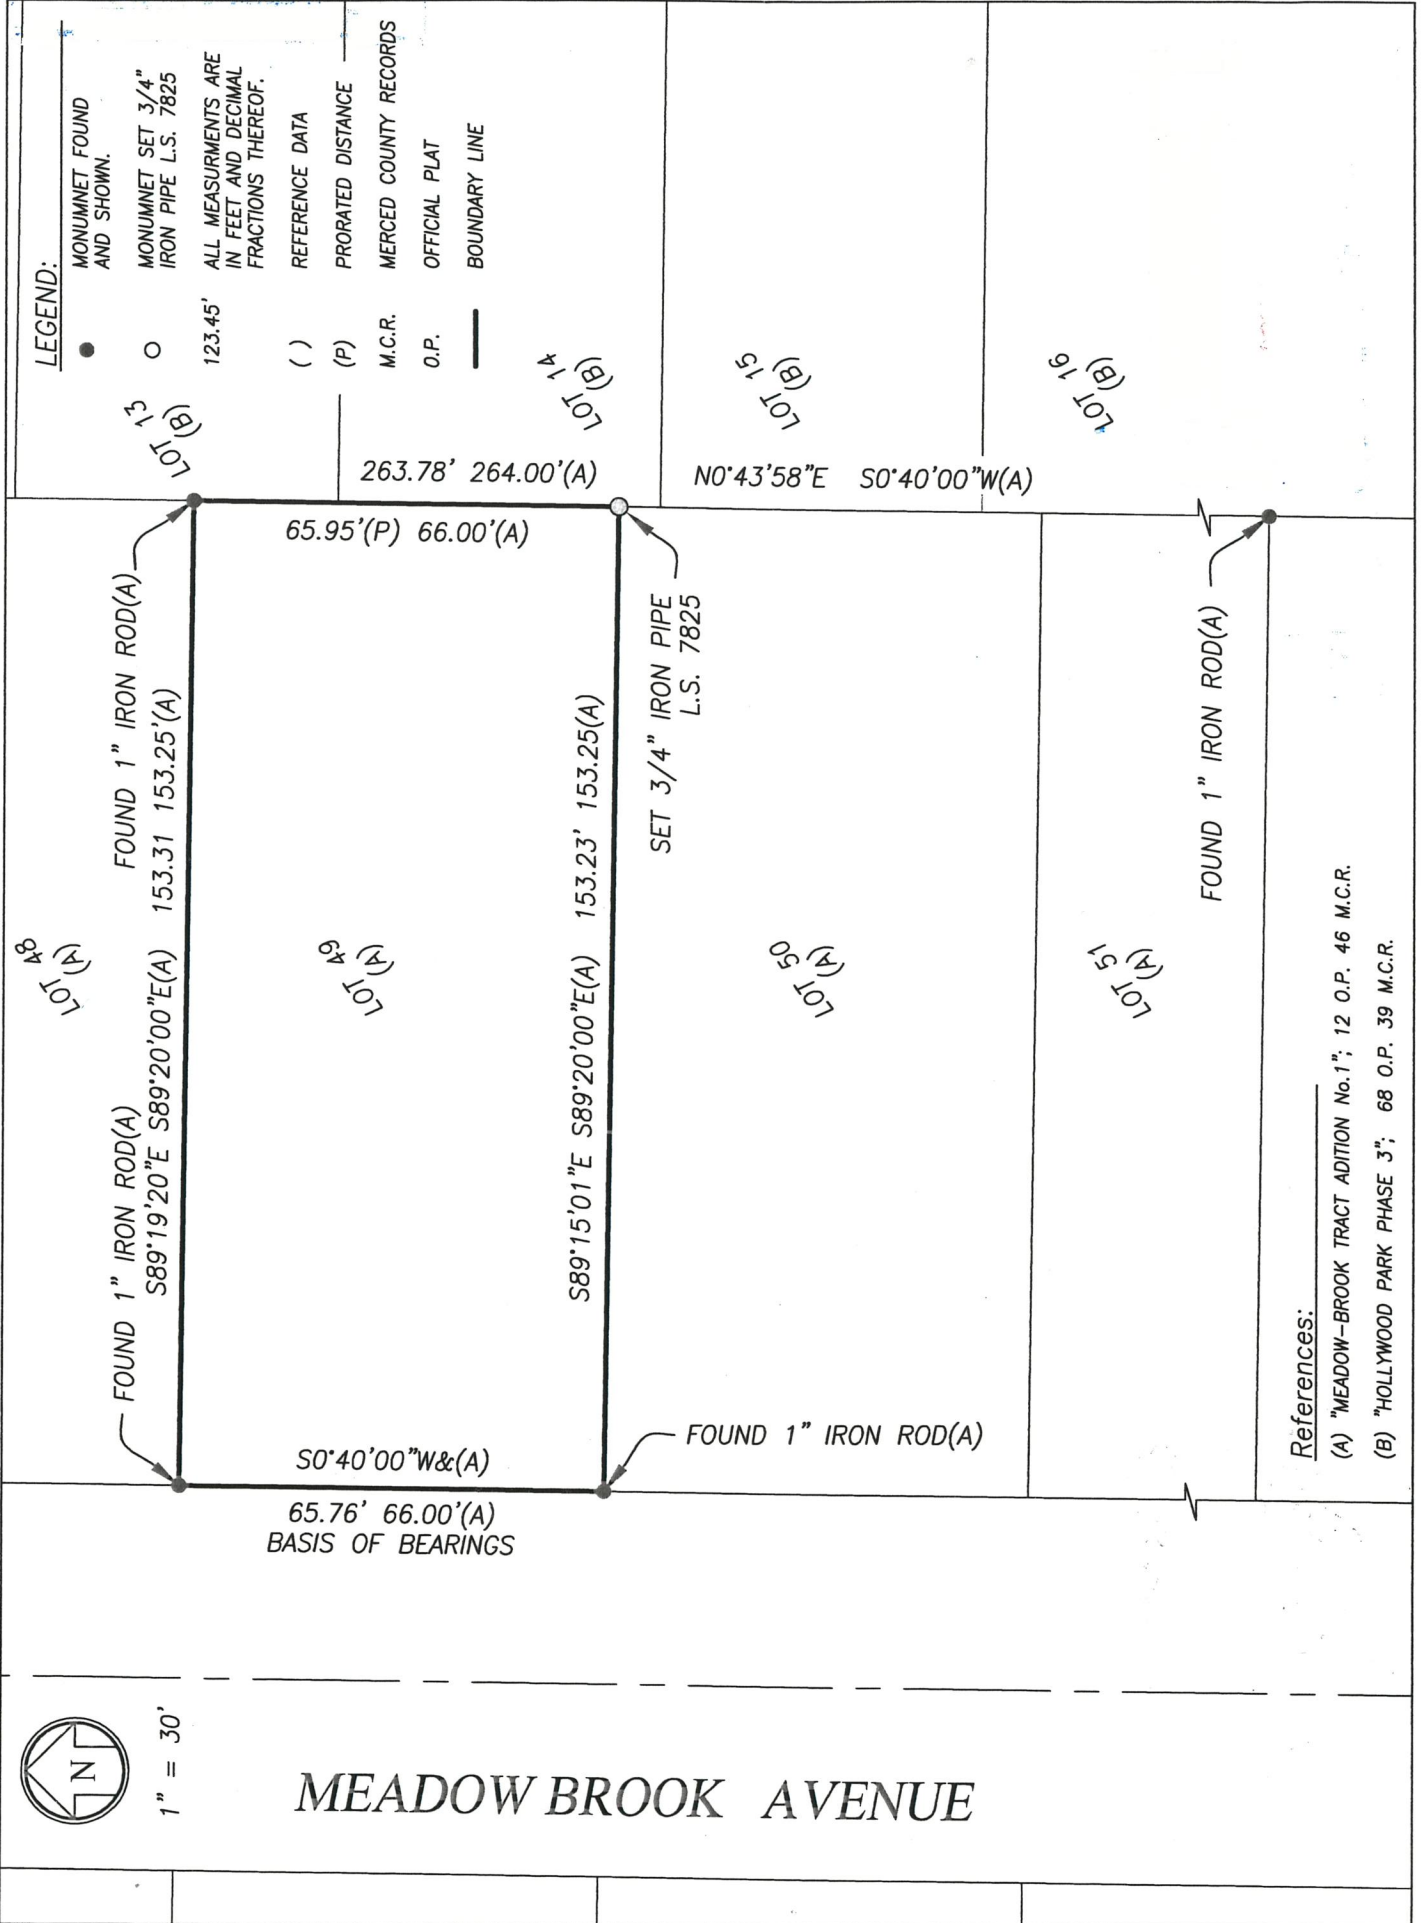 LEGEND:
MONUMNET FOUND
AND SHOWN.
MONUMNET SET 3/4"
IRON PIPE L.S. 7825
123.45' ALL MEASURMENTS ARE
IN FEET AND DECIMAL
FRACTIONS THEREOF.
( ) REFERENCE DATA
(P) PRORATED DISTANCE
M.C.R. MERCED COUNTY RECORDS
O.P. OFFICIAL PLAT
BOUNDARY LINE
LOT 13
(B)
LOT 14
(B)
LOT 15
(B)
LOT 16
(B)
263.78' 264.00'(A)
N0°43'58"E S0°40'00"W(A)
65.95'(P) 66.00'(A)
FOUND 1" IRON ROD(A)
153.31 153.25'(A)
FOUND 1" IRON ROD(A)
S89°19'20"E S89°20'00"E(A)
LOT 48
(A)
LOT 49
(A)
S89°15'01"E S89°20'00"E(A) 153.23' 153.25(A)
SET 3/4" IRON PIPE
L.S. 7825
LOT 50
(A)
LOT 51
(A)
FOUND 1" IRON ROD(A)
S0°40'00"W&(A)
65.76' 66.00'(A)
BASIS OF BEARINGS
FOUND 1" IRON ROD(A)
References:
(A) "MEADOW-BROOK TRACT ADITION No.1"; 12 O.P. 46 M.C.R.
(B) "HOLLYWOOD PARK PHASE 3"; 68 O.P. 39 M.C.R.
N
1" = 30'
MEADOW BROOK AVENUE